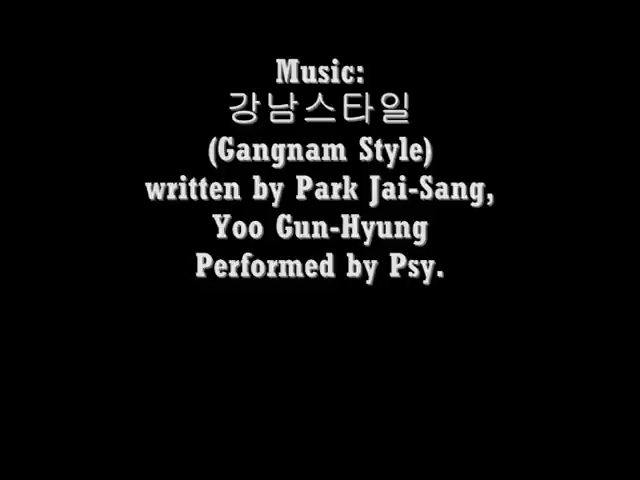 Music:
강남스타일
(Gangnam Style)
written by Park Jai-Sang,
Yoo Gun-Hyung
Performed by Psy.